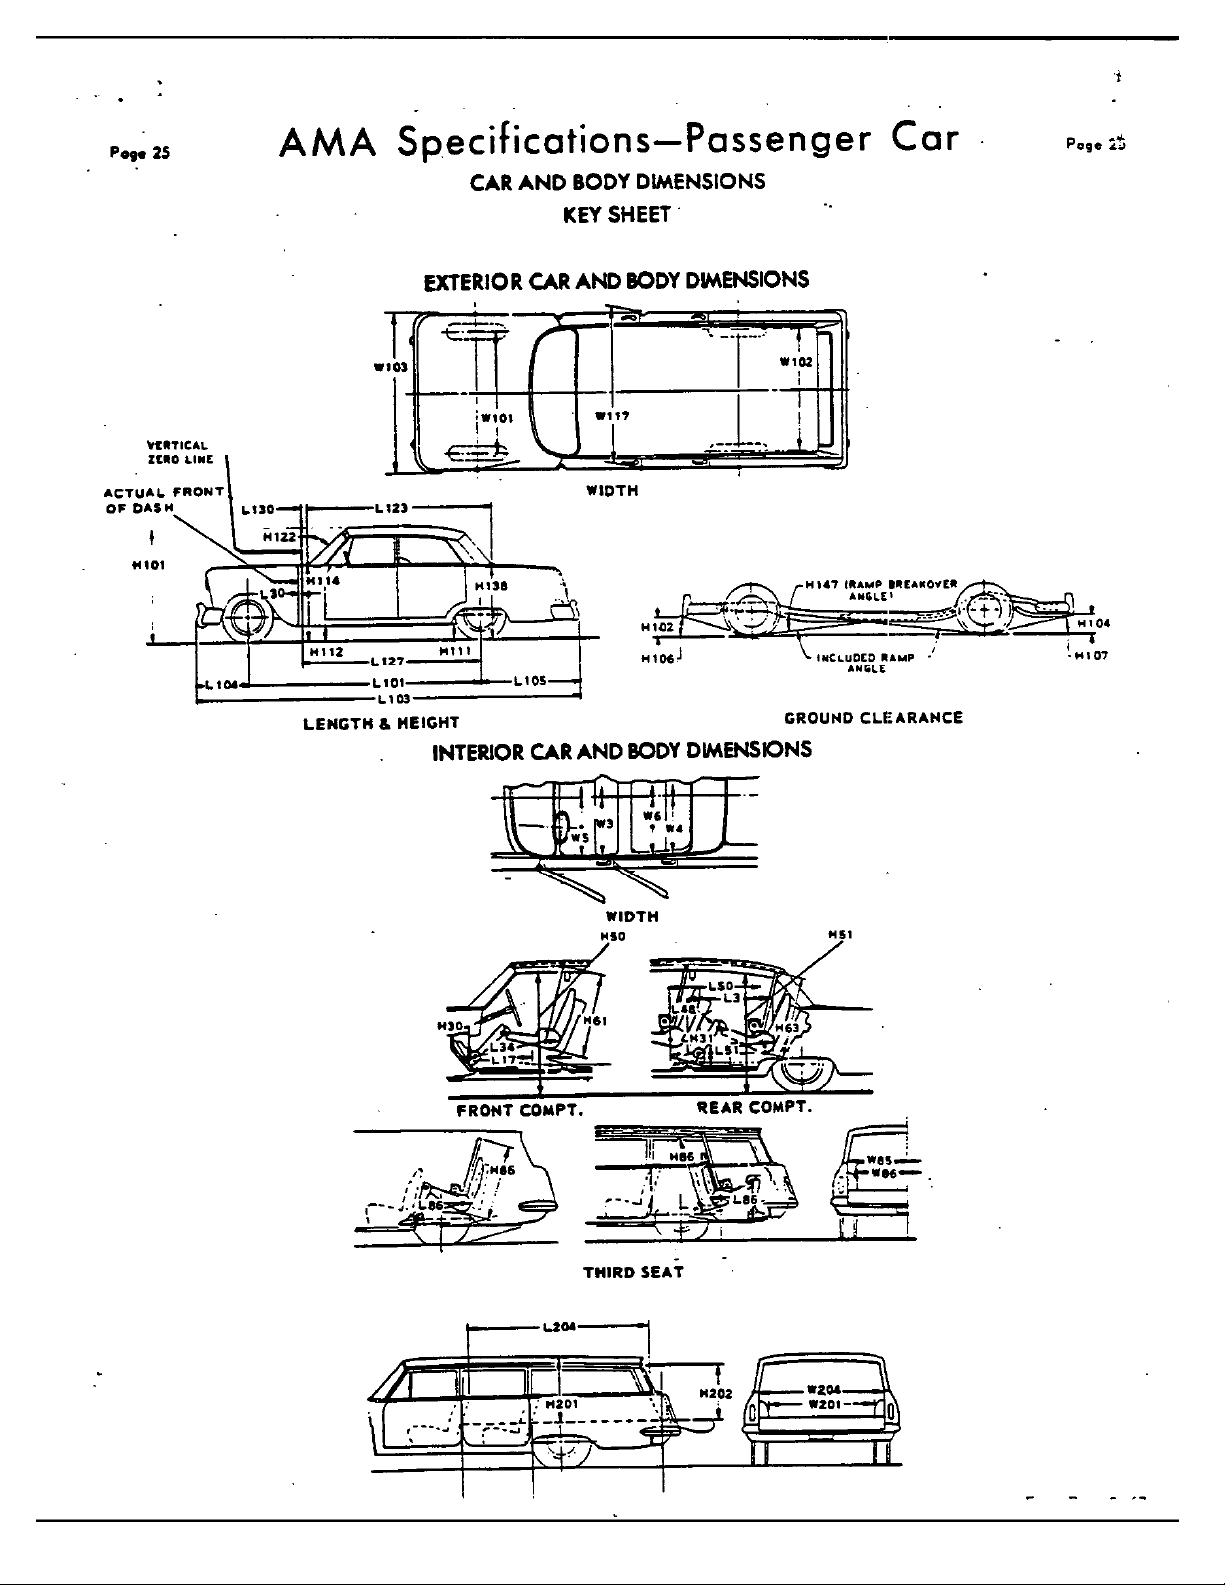 Page 25
AMA Specifications—Passenger Car
Page 25
CAR AND BODY DIMENSIONS
KEY SHEET
EXTERIOR CAR AND BODY DIMENSIONS
W103
W101
W117
W102
WIDTH
VERTICAL
ZERO LINE
ACTUAL FRONT
OF DASH
L130
L123
H122
H101
H114
L30
H138
H112
H111
L127
L104
L101
L105
L103
LENGTH & HEIGHT
H147 (RAMP BREAKOVER
ANGLE)
H102
H104
H106
INCLUDED RAMP
ANGLE
H107
GROUND CLEARANCE
INTERIOR CAR AND BODY DIMENSIONS
W5
W3
W6
W4
WIDTH
H50
H51
H30
H61
L34
L17
L50
L3
L48
H63
H31
L51
FRONT COMPT.
REAR COMPT.
H86
L86
H86
L86
W85
W86
THIRD SEAT
L204
H201
H202
W204
W201